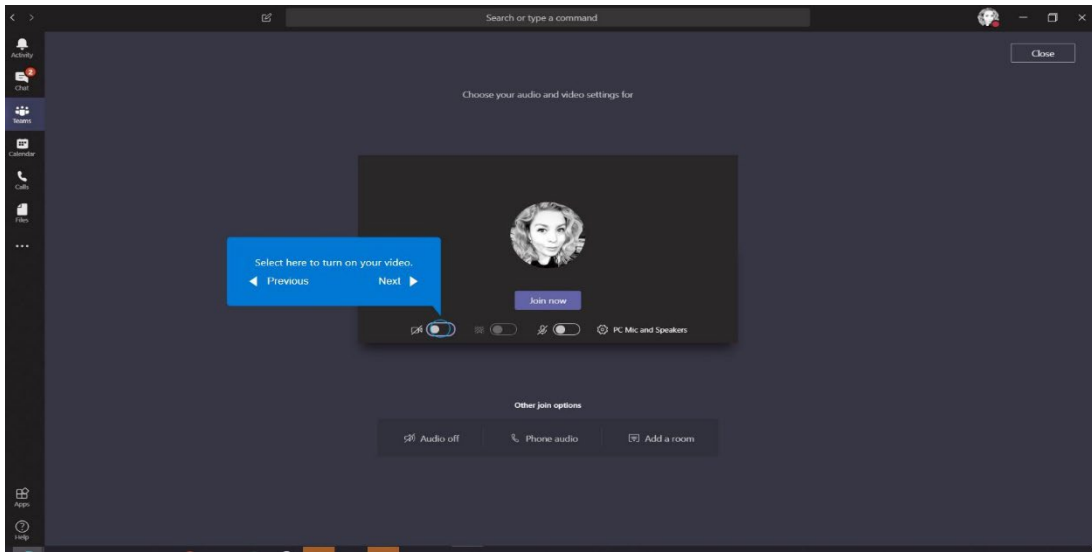 Search or type a command
Activity
2
Chat
Teams
Calendar
Calls
Files
Apps
Help
Close
Choose your audio and video settings for
Select here to turn on your video.
Previous Next
Join now
PC Mic and Speakers
Other join options
Audio off Phone audio Add a room